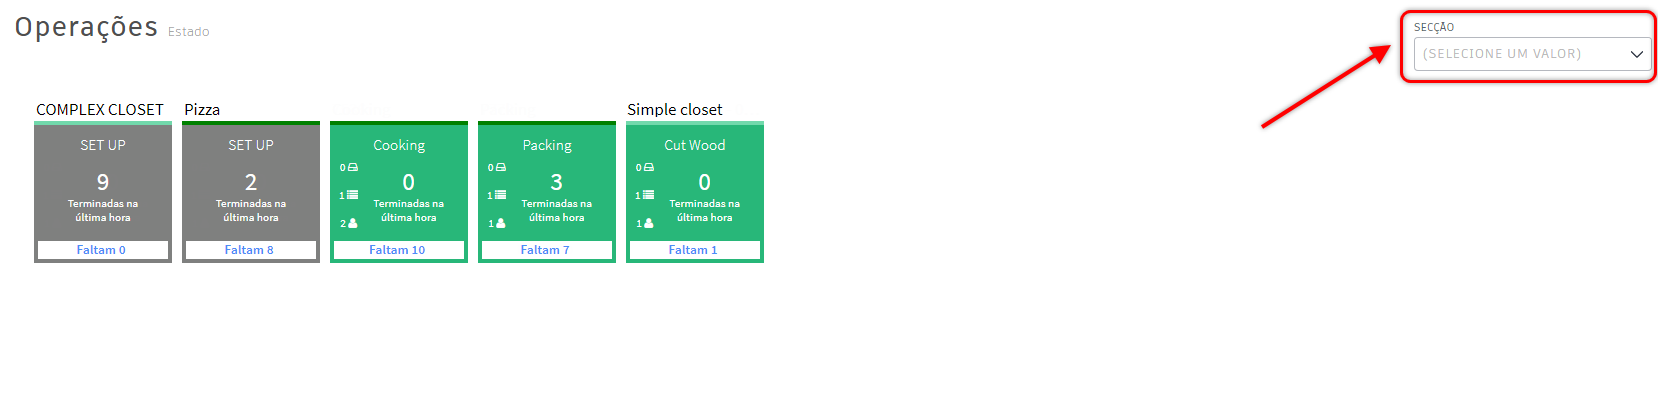 Operações Estado
SECÇÃO
(SELECIONE UM VALOR)
COMPLEX CLOSET
SET UP
9
Terminadas na
última hora
Faltam 0
Pizza
SET UP
2
Terminadas na
última hora
Faltam 8
Cooking
0
1
2
0
Terminadas na
última hora
Faltam 10
Packing
0
1
1
3
Terminadas na
última hora
Faltam 7
Simple closet
Cut Wood
0
1
1
0
Terminadas na
última hora
Faltam 1